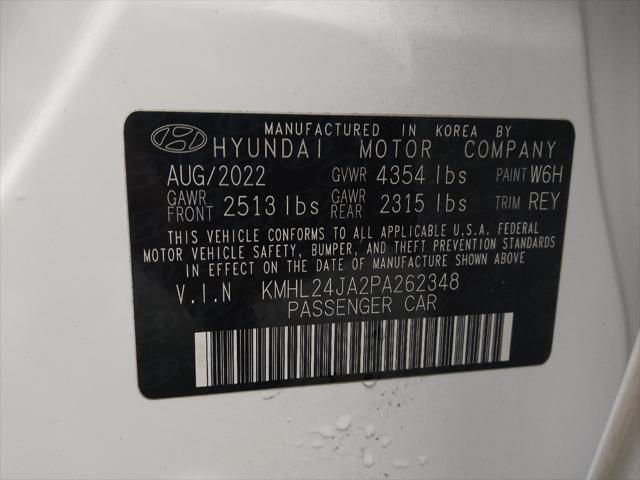 MANUFACTURED IN KOREA BY
HYUNDAI MOTOR COMPANY
AUG/2022 GVWR 4354 lbs PAINT W6H
GAWR FRONT 2513 lbs GAWR REAR 2315 lbs TRIM REY
THIS VEHICLE CONFORMS TO ALL APPLICABLE U.S.A. FEDERAL
MOTOR VEHICLE SAFETY, BUMPER, AND THEFT PREVENTION STANDARDS
IN EFFECT ON THE DATE OF MANUFACTURE SHOWN ABOVE.
V.I.N KMHL24JA2PA262348
PASSENGER CAR